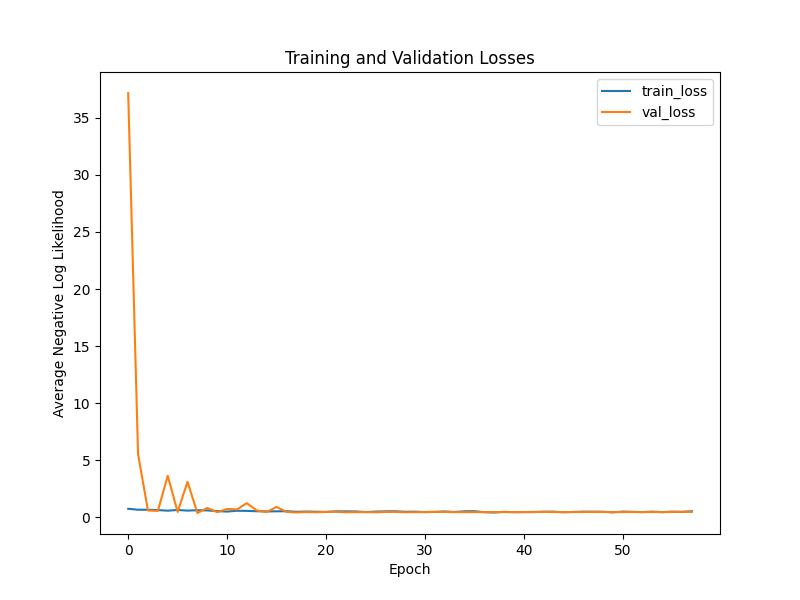 Training and Validation Losses
train_loss
val_loss
35
30
25
20
15
10
5
0
Average Negative Log Likelihood
0 10 20 30 40 50
Epoch